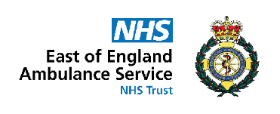 NHS
East of England
Ambulance Service
NHS Trust